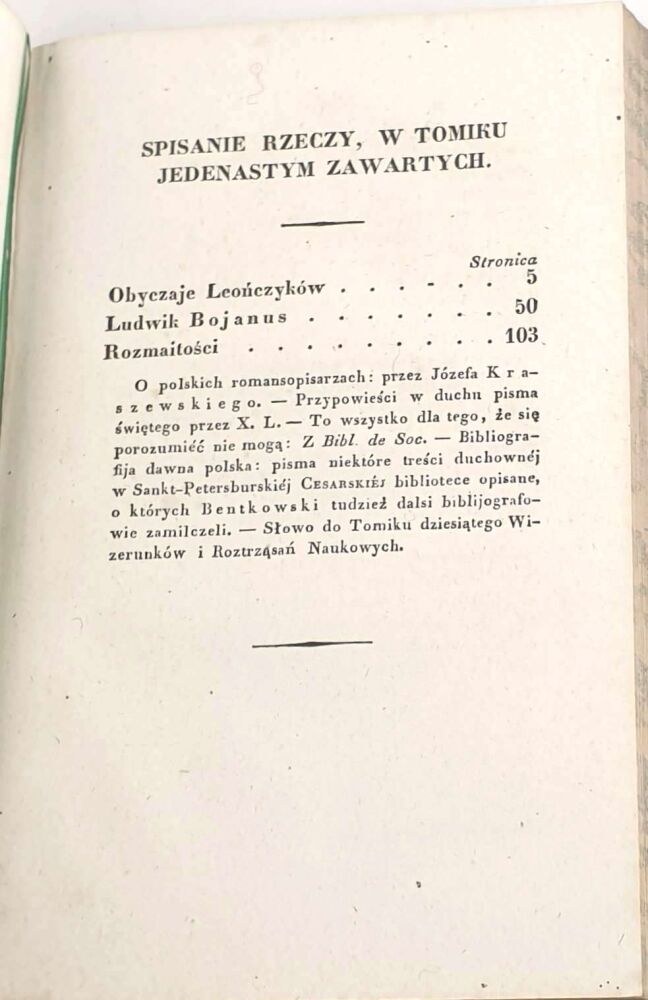 SPISANIE RZECZY, W TOMIKU
JEDENASTYM ZAWARTYCH.
Stronica
Obyczaje Leończyków . . . . . . 5
Ludwik Bojanus . . . . . . . 50
Rozmaitości . . . . . . . . . 103
O polskich romansopisarzach: przez Józefa Kra-
szewskiego. — Przypowieści w duchu pisma
świętego przez X. L. — To wszystko dla tego, że się
porozumiéć nie mogą: Z Bibl. de Soc. — Bibliogra-
fija dawna polska: pisma niektóre treści duchownéj
w Sankt-Petersburskiéj CESARSKIÉJ bibliotece opisane,
o których Bentkowski tudzież dalsi biblijografo-
wie zamilczeli. — Słowo do Tomiku dziesiątego Wi-
zerunków i Roztrząsań Naukowych.